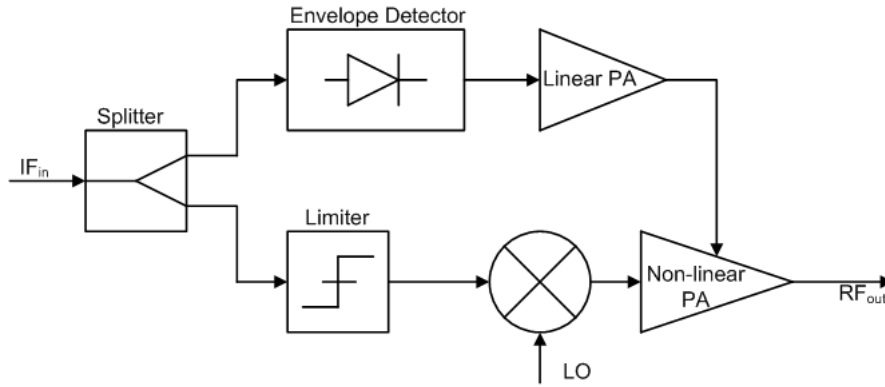 Envelope Detector
Linear PA
Splitter
IFin
Limiter
Non-linear
PA
RFout
LO